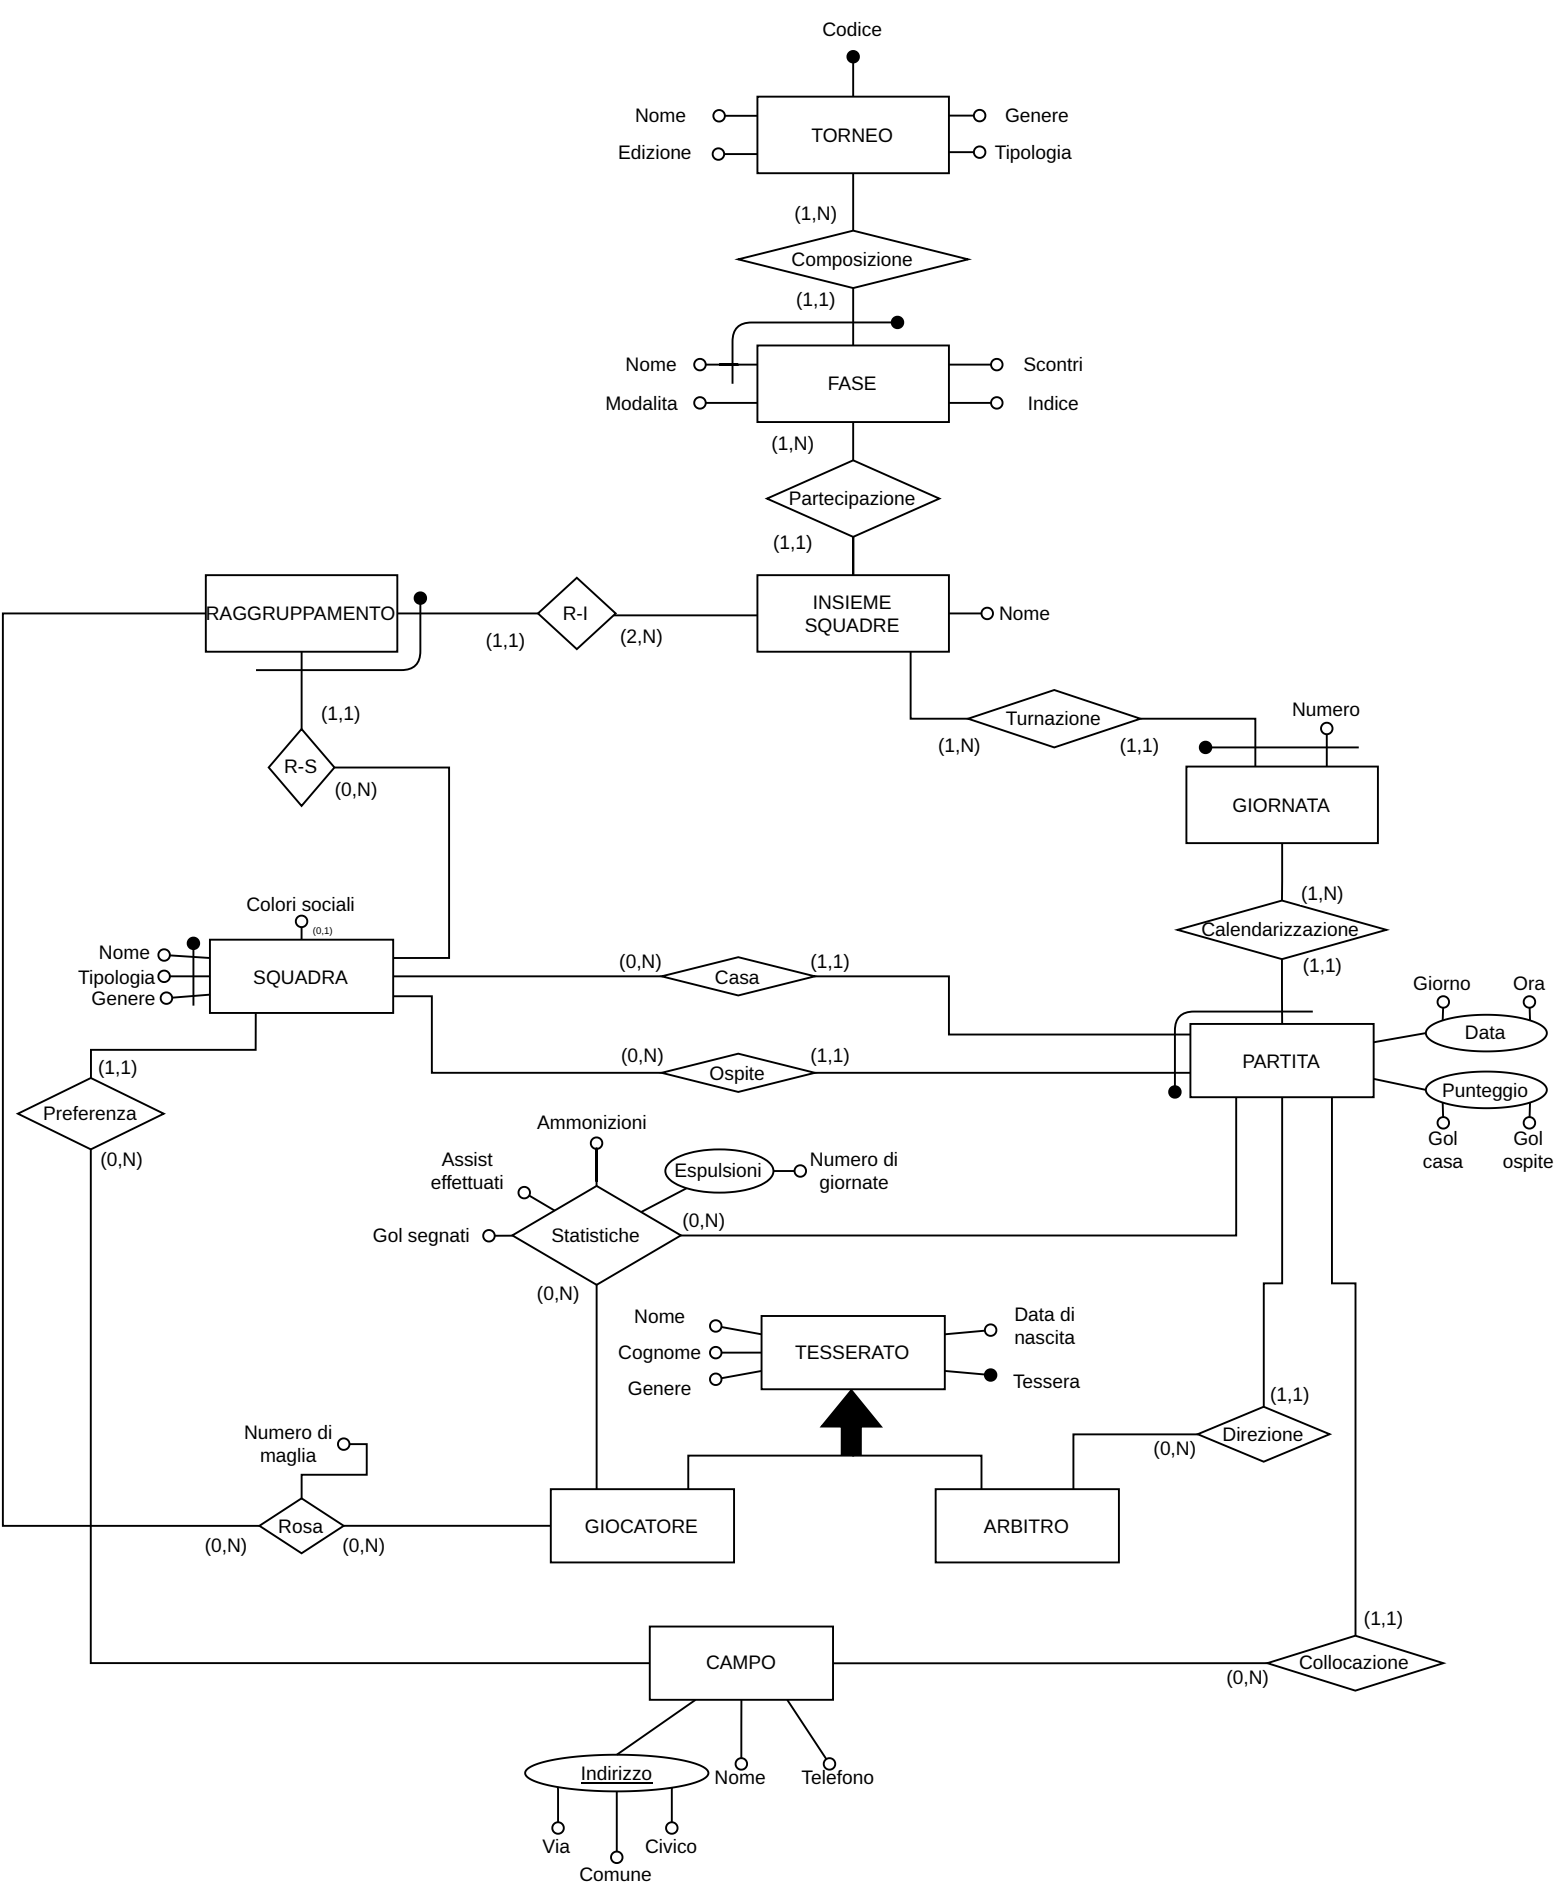 Codice
Nome
Genere
TORNEO
Edizione
Tipologia
(1,N)
Composizione
(1,1)
Nome
Scontri
FASE
Modalita
Indice
(1,N)
Partecipazione
(1,1)
RAGGRUPPAMENTO
R-I
INSIEME
SQUADRE
Nome
(1,1)
(2,N)
(1,1)
Turnazione
Numero
(1,N)
(1,1)
R-S
(0,N)
GIORNATA
(1,N)
Colori sociali
(0,1)
Calendarizzazione
Nome
Tipologia
Genere
SQUADRA
(0,N)
Casa
(1,1)
(1,1)
Giorno
Ora
Data
(0,N)
Ospite
(1,1)
PARTITA
(1,1)
Punteggio
Preferenza
Gol
casa
Gol
ospite
(0,N)
Ammonizioni
Assist
effettuati
Espulsioni
Numero di
giornate
Gol segnati
Statistiche
(0,N)
(0,N)
Nome
Data di
nascita
Cognome
TESSERATO
Genere
Tessera
(1,1)
Numero di
maglia
Direzione
(0,N)
Rosa
GIOCATORE
ARBITRO
(0,N)
(0,N)
(1,1)
CAMPO
Collocazione
(0,N)
Indirizzo
Nome
Telefono
Via
Civico
Comune